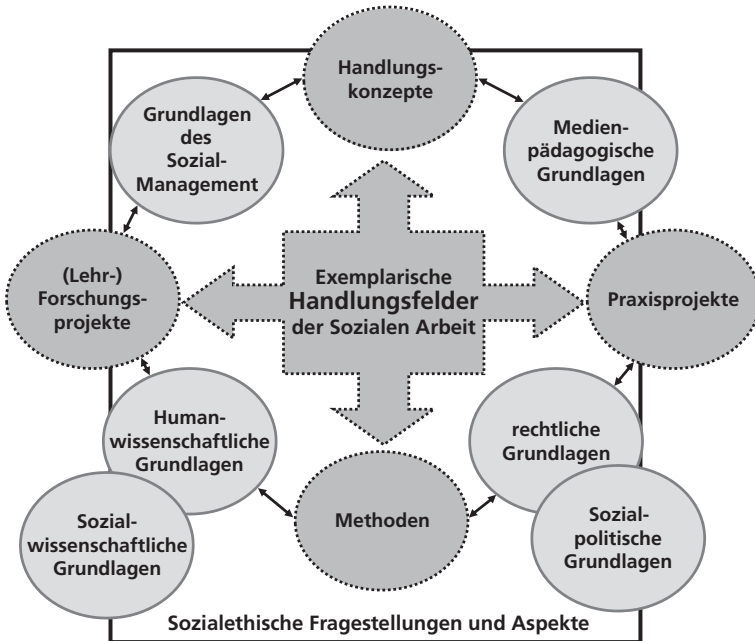 Handlungs-
konzepte
Grundlagen
des
Sozial-
Management
Medien-
pädagogische
Grundlagen
(Lehr-)
Forschungs-
projekte
Exemplarische
Handlungsfelder
der Sozialen Arbeit
Praxisprojekte
Human-
wissenschaftliche
Grundlagen
rechtliche
Grundlagen
Sozial-
wissenschaftliche
Grundlagen
Methoden
Sozial-
politische
Grundlagen
Sozialethische Fragestellungen und Aspekte